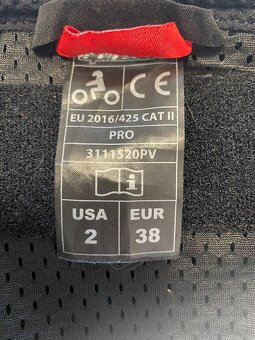 CE
EU 2016/425 CAT II
PRO
3111520PV
i
USA EUR
2 38